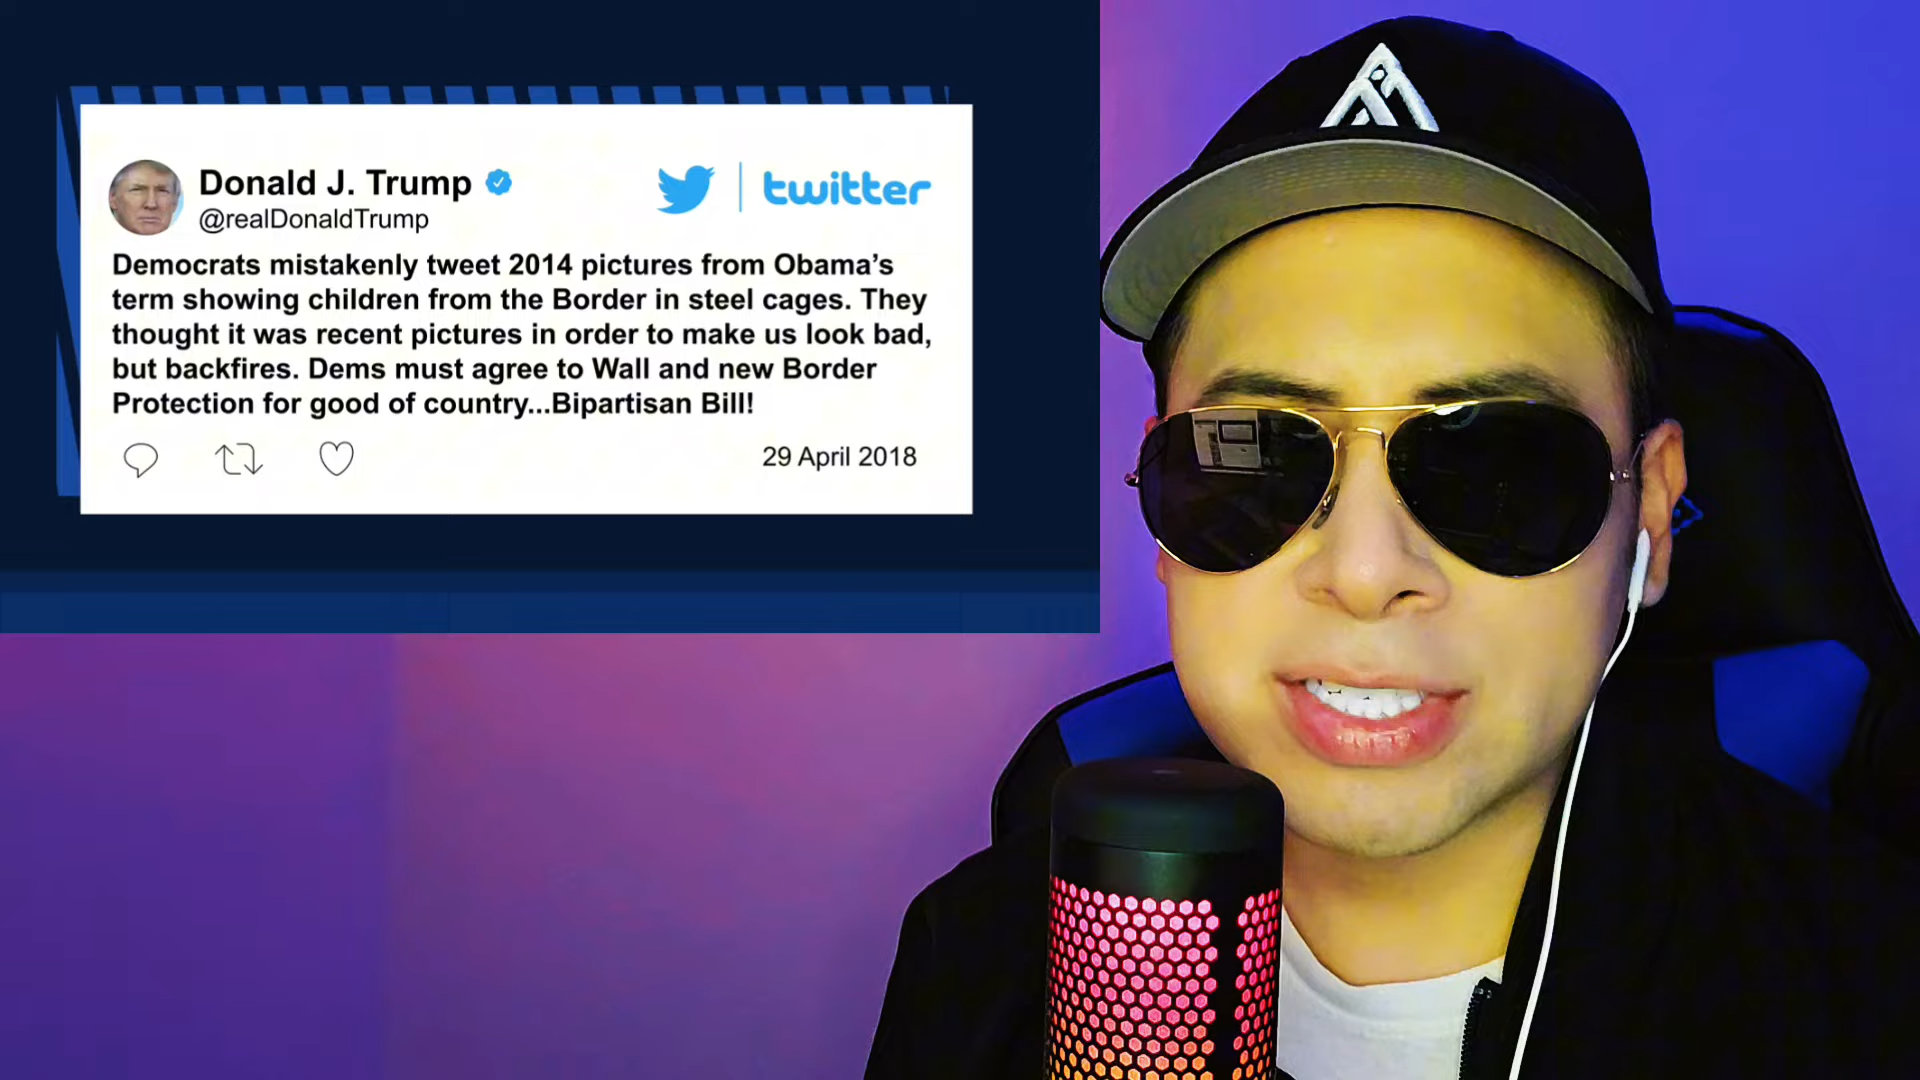 Donald J. Trump
twitter
@realDonaldTrump
Democrats mistakenly tweet 2014 pictures from Obama’s
term showing children from the Border in steel cages. They
thought it was recent pictures in order to make us look bad,
but backfires. Dems must agree to Wall and new Border
Protection for good of country...Bipartisan Bill!
29 April 2018